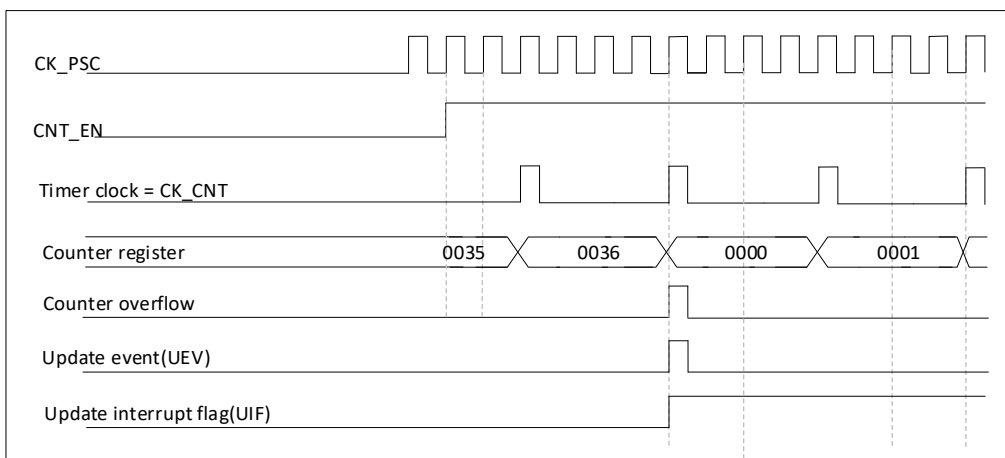 CK_PSC
CNT_EN
Timer clock = CK_CNT
Counter register 0035 0036 0000 0001
Counter overflow
Update event(UEV)
Update interrupt flag(UIF)